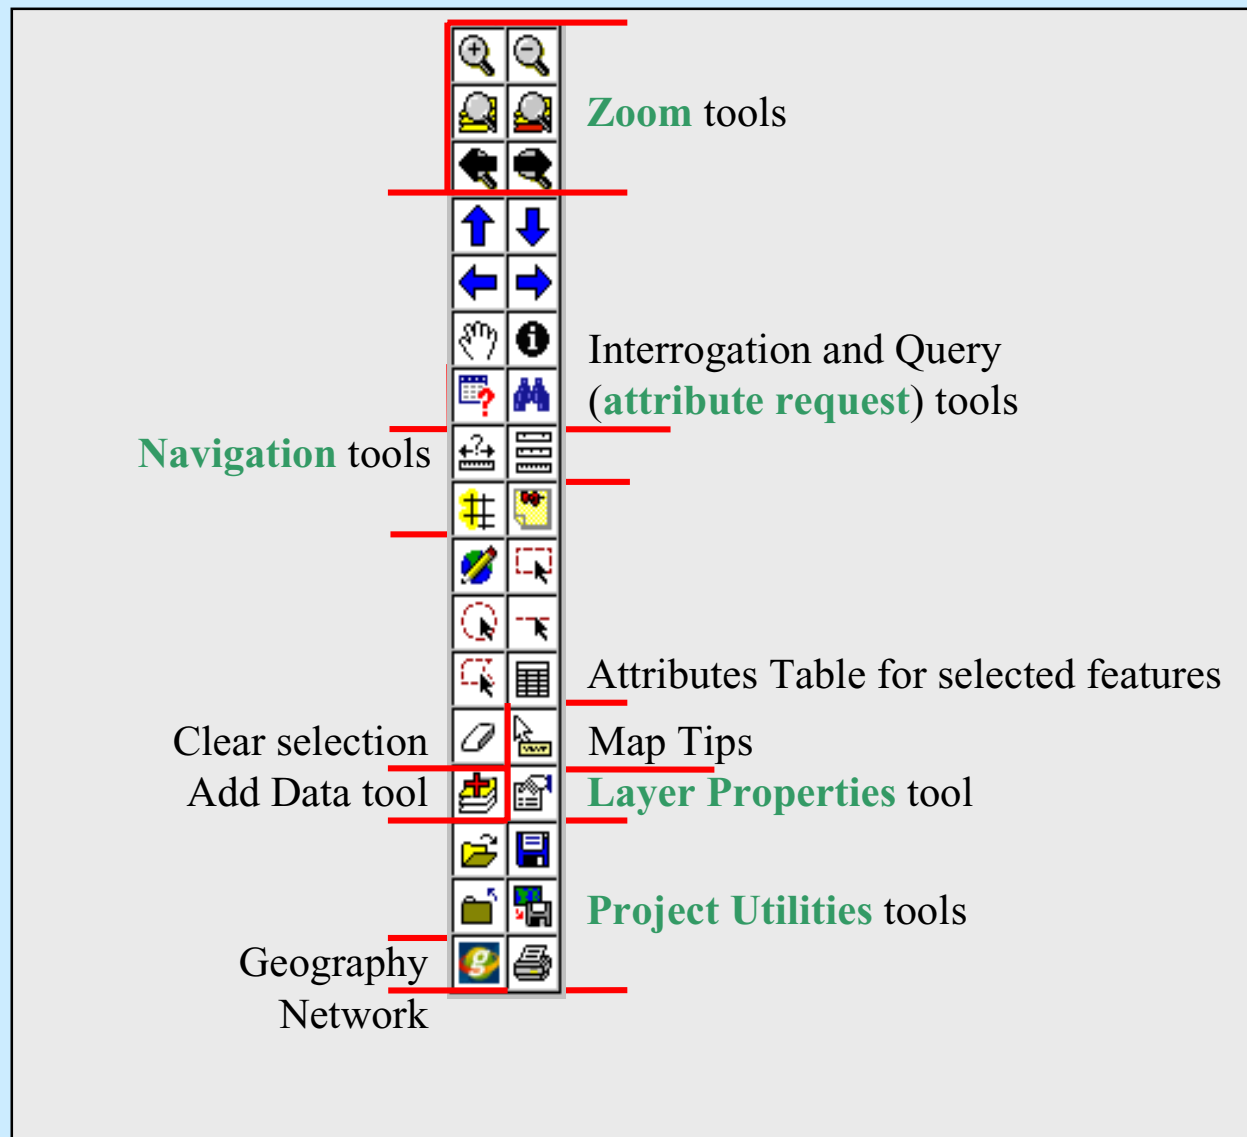 Zoom tools
Interrogation and Query
(attribute request) tools
Navigation tools
Attributes Table for selected features
Clear selection
Map Tips
Add Data tool
Layer Properties tool
Project Utilities tools
Geography
Network